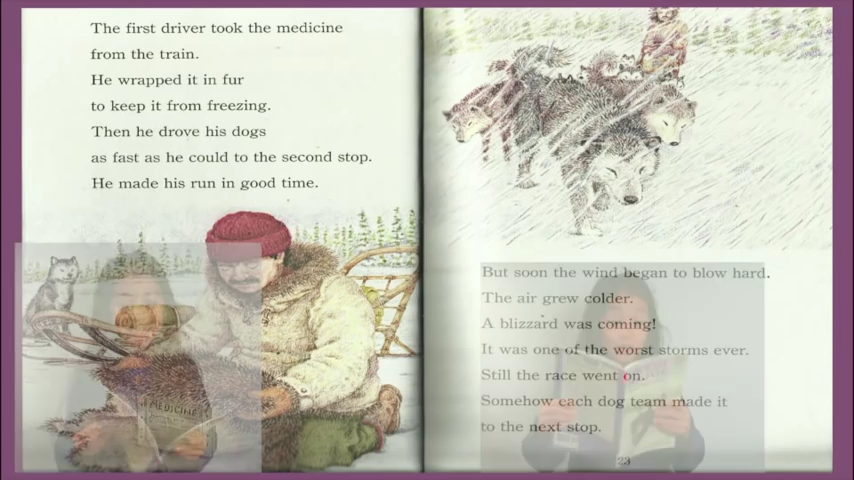 The first driver took the medicine
from the train.
He wrapped it in fur
to keep it from freezing.
Then he drove his dogs
as fast as he could to the second stop.
He made his run in good time.
MEDICINE
But soon the wind began to blow hard.
The air grew colder.
A blizzard was coming!
It was one of the worst storms ever.
Still the race went on.
Somehow each dog team made it
to the next stop.
23